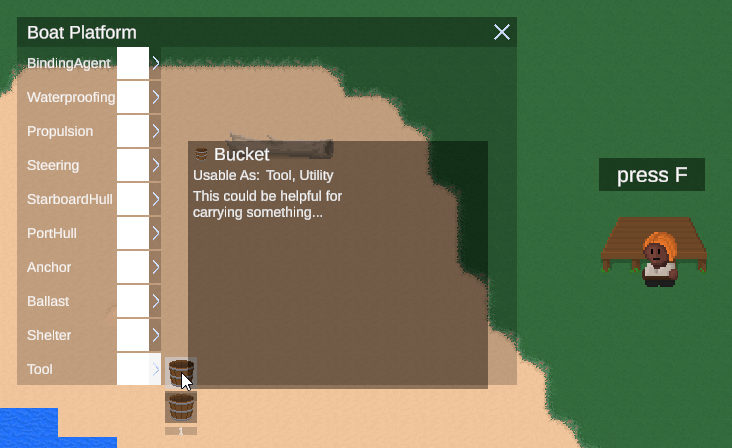 Boat Platform
BindingAgent
Waterproofing
Propulsion
Steering
StarboardHull
PortHull
Anchor
Ballast
Shelter
Tool
Bucket
Usable As: Tool, Utility
This could be helpful for
carrying something...
press F